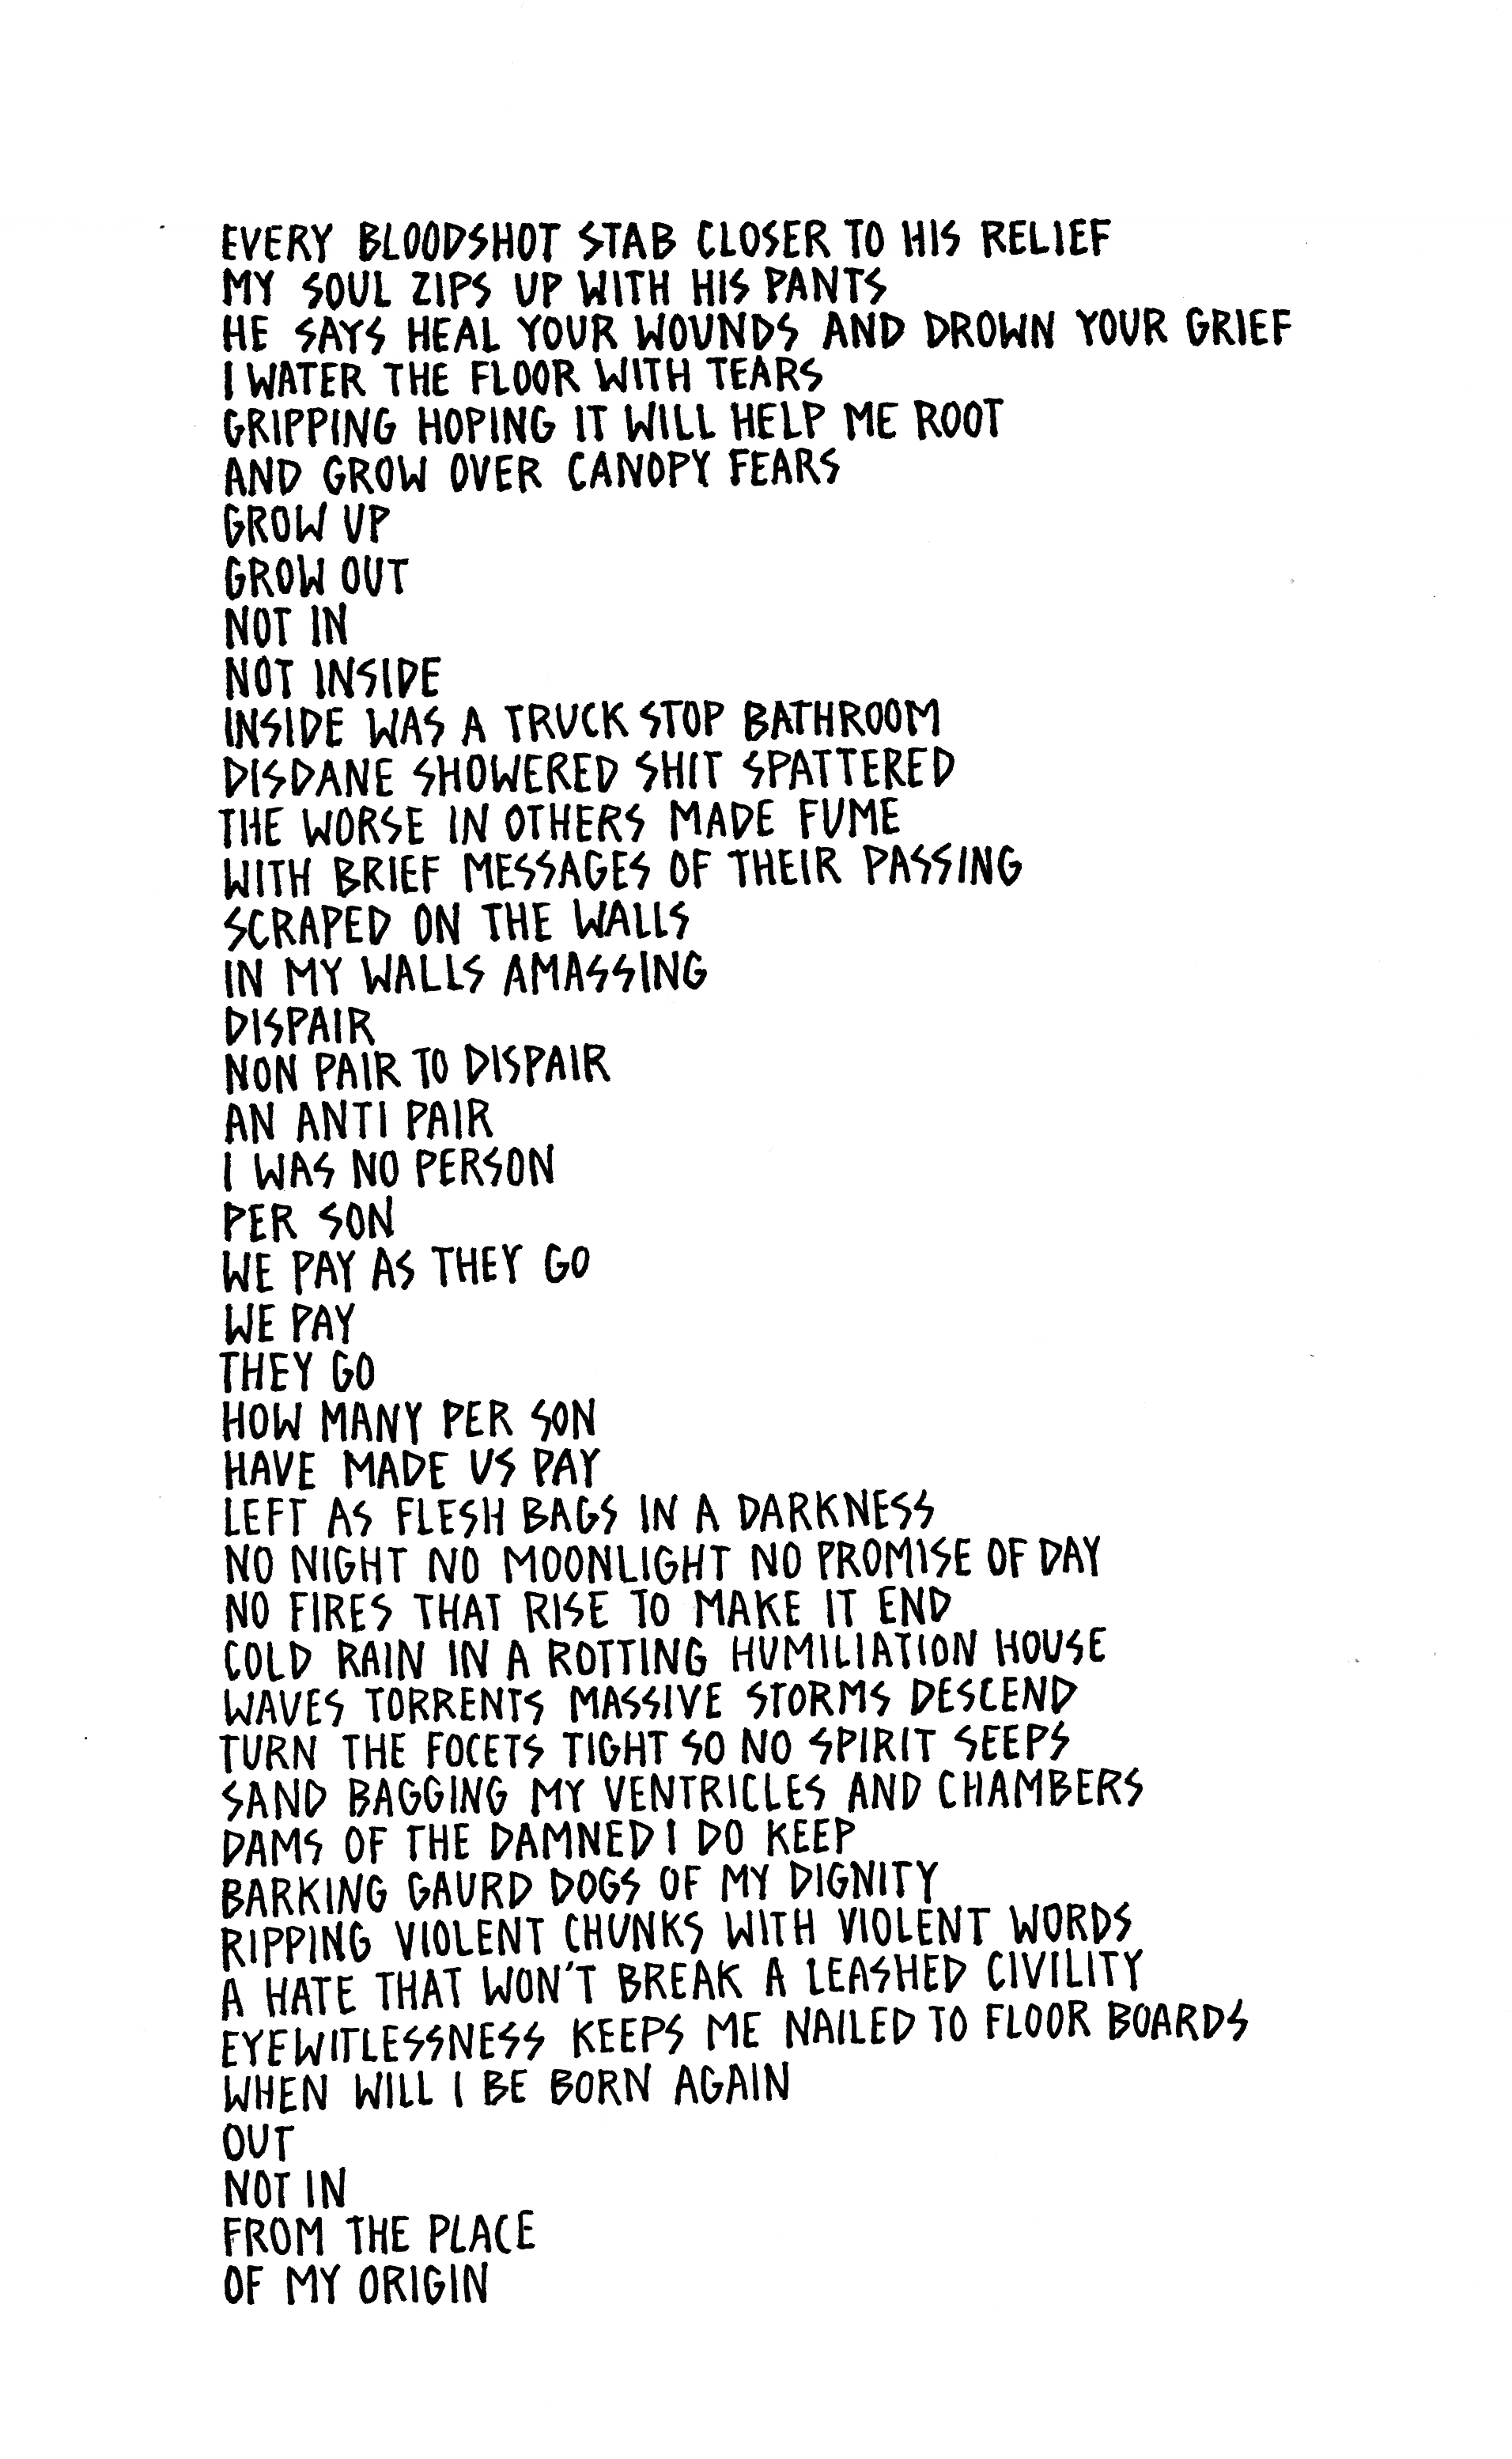 EVERY BLOODSHOT STAB CLOSER TO HIS RELIEF
MY SOUL ZIPS UP WITH HIS PANTS
HE SAYS HEAL YOUR WOUNDS AND DROWN YOUR GRIEF
I WATER THE FLOOR WITH TEARS
GRIPPING HOPING IT WILL HELP ME ROOT
AND GROW OVER CANOPY FEARS
GROW UP
GROW OUT
NOT IN
NOT INSIDE
INSIDE WAS A TRUCK STOP BATHROOM
DISDANE SHOWERED SHIT SPATTERED
THE WORSE IN OTHERS MADE FUME
WITH BRIEF MESSAGES OF THEIR PASSING
SCRAPED ON THE WALLS
IN MY WALLS AMASSING
DISPAIR
NON PAIR TO DISPAIR
AN ANTI PAIR
I WAS NO PERSON
PER SON
WE PAY AS THEY GO
WE PAY
THEY GO
HOW MANY PER SON
HAVE MADE US PAY
LEFT AS FLESH BAGS IN A DARKNESS
NO NIGHT NO MOONLIGHT NO PROMISE OF DAY
NO FIRES THAT RISE TO MAKE IT END
COLD RAIN IN A ROTTING HUMILIATION HOUSE
WAVES TORRENTS MASSIVE STORMS DESCEND
TURN THE FOCETS TIGHT SO NO SPIRIT SEEPS
SAND BAGGING MY VENTRICLES AND CHAMBERS
DAMS OF THE DAMNED I DO KEEP
BARKING GAURD DOGS OF MY DIGNITY
RIPPING VIOLENT CHUNKS WITH VIOLENT WORDS
A HATE THAT WON'T BREAK A LEASHED CIVILITY
EYEWITLESSNESS KEEPS ME NAILED TO FLOOR BOARDS
WHEN WILL I BE BORN AGAIN
OUT
NOT IN
FROM THE PLACE
OF MY ORIGIN